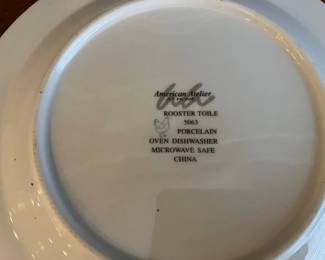 American Atelier
ROOSTER TOILE
5063
PORCELAIN
OVEN DISHWASHER
MICROWAVE SAFE
CHINA